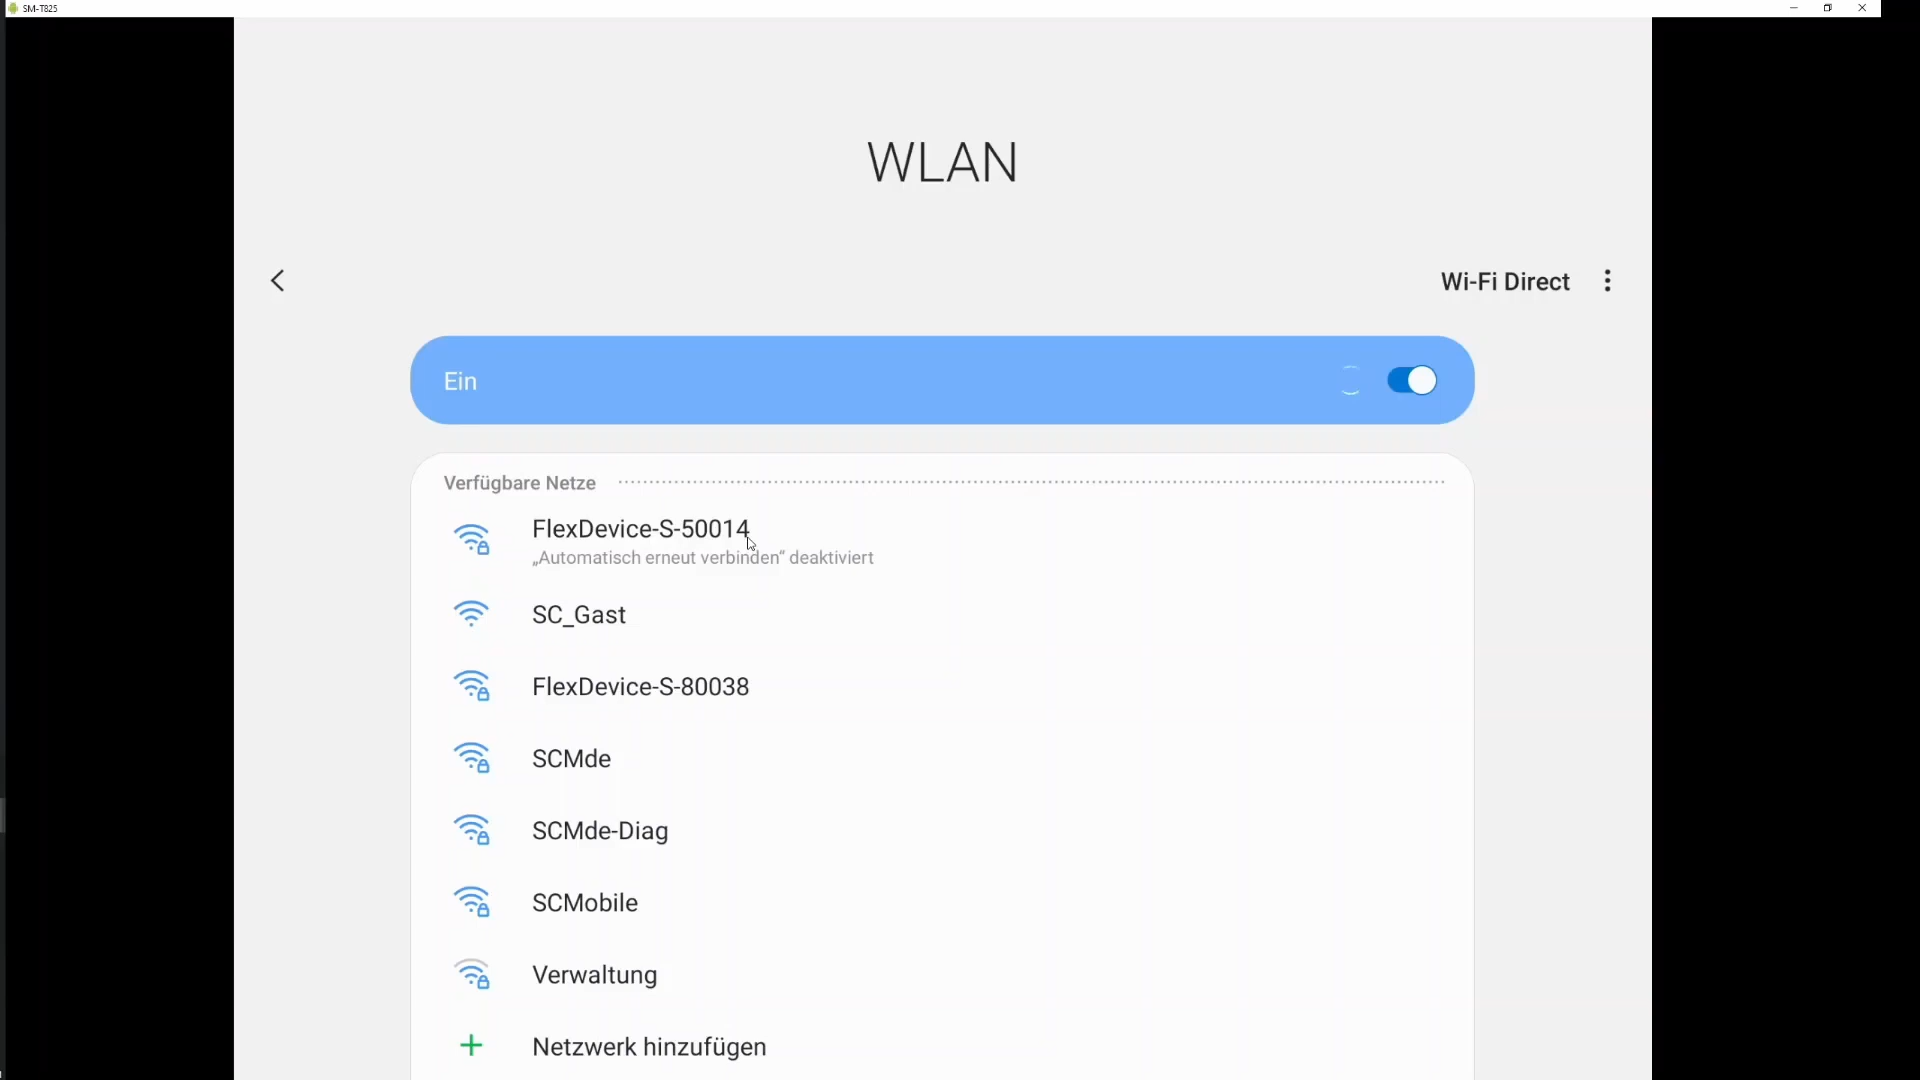 SM-T825
WLAN
Wi-Fi Direct
Ein
Verfügbare Netze
FlexDevice-S-50014
„Automatisch erneut verbinden“ deaktiviert
SC_Gast
FlexDevice-S-80038
SCMde
SCMde-Diag
SCMobile
Verwaltung
Netzwerk hinzufügen